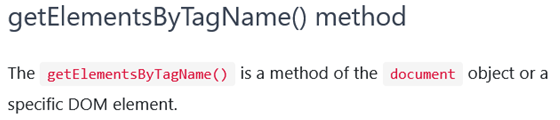 getElementsByTagName() method
The getElementsByTagName() is a method of the document object or a
specific DOM element.